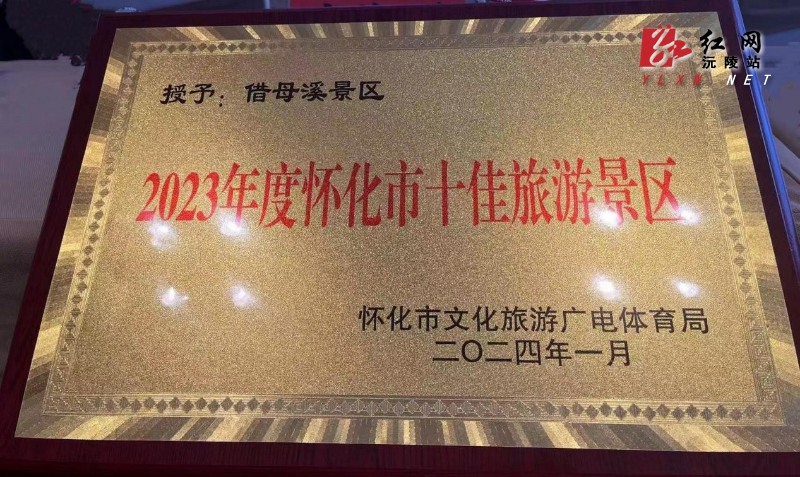 红网
沅陵站
YLXW.NET
授予：借母溪景区
2023年度怀化市十佳旅游景区
怀化市文化旅游广电体育局
二〇二四年一月